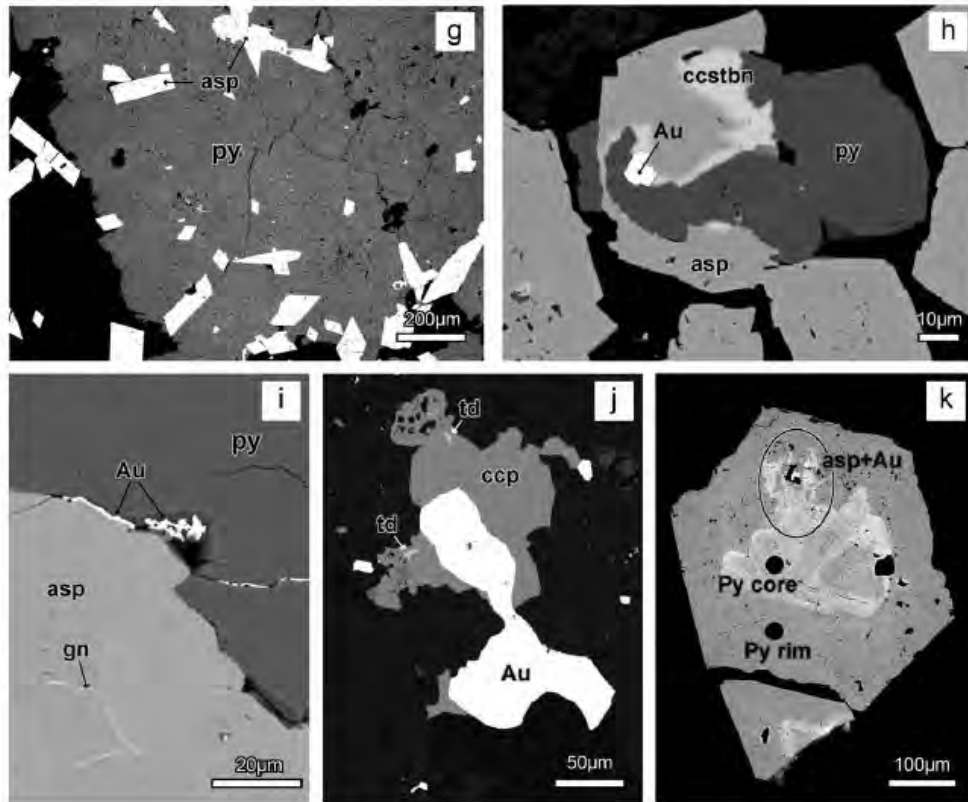 g
asp
py
200µm
h
ccstbn
Au
py
asp
10µm
i
py
Au
asp
gn
20µm
j
td
ccp
td
Au
50µm
k
asp+Au
Py core
Py rim
100µm